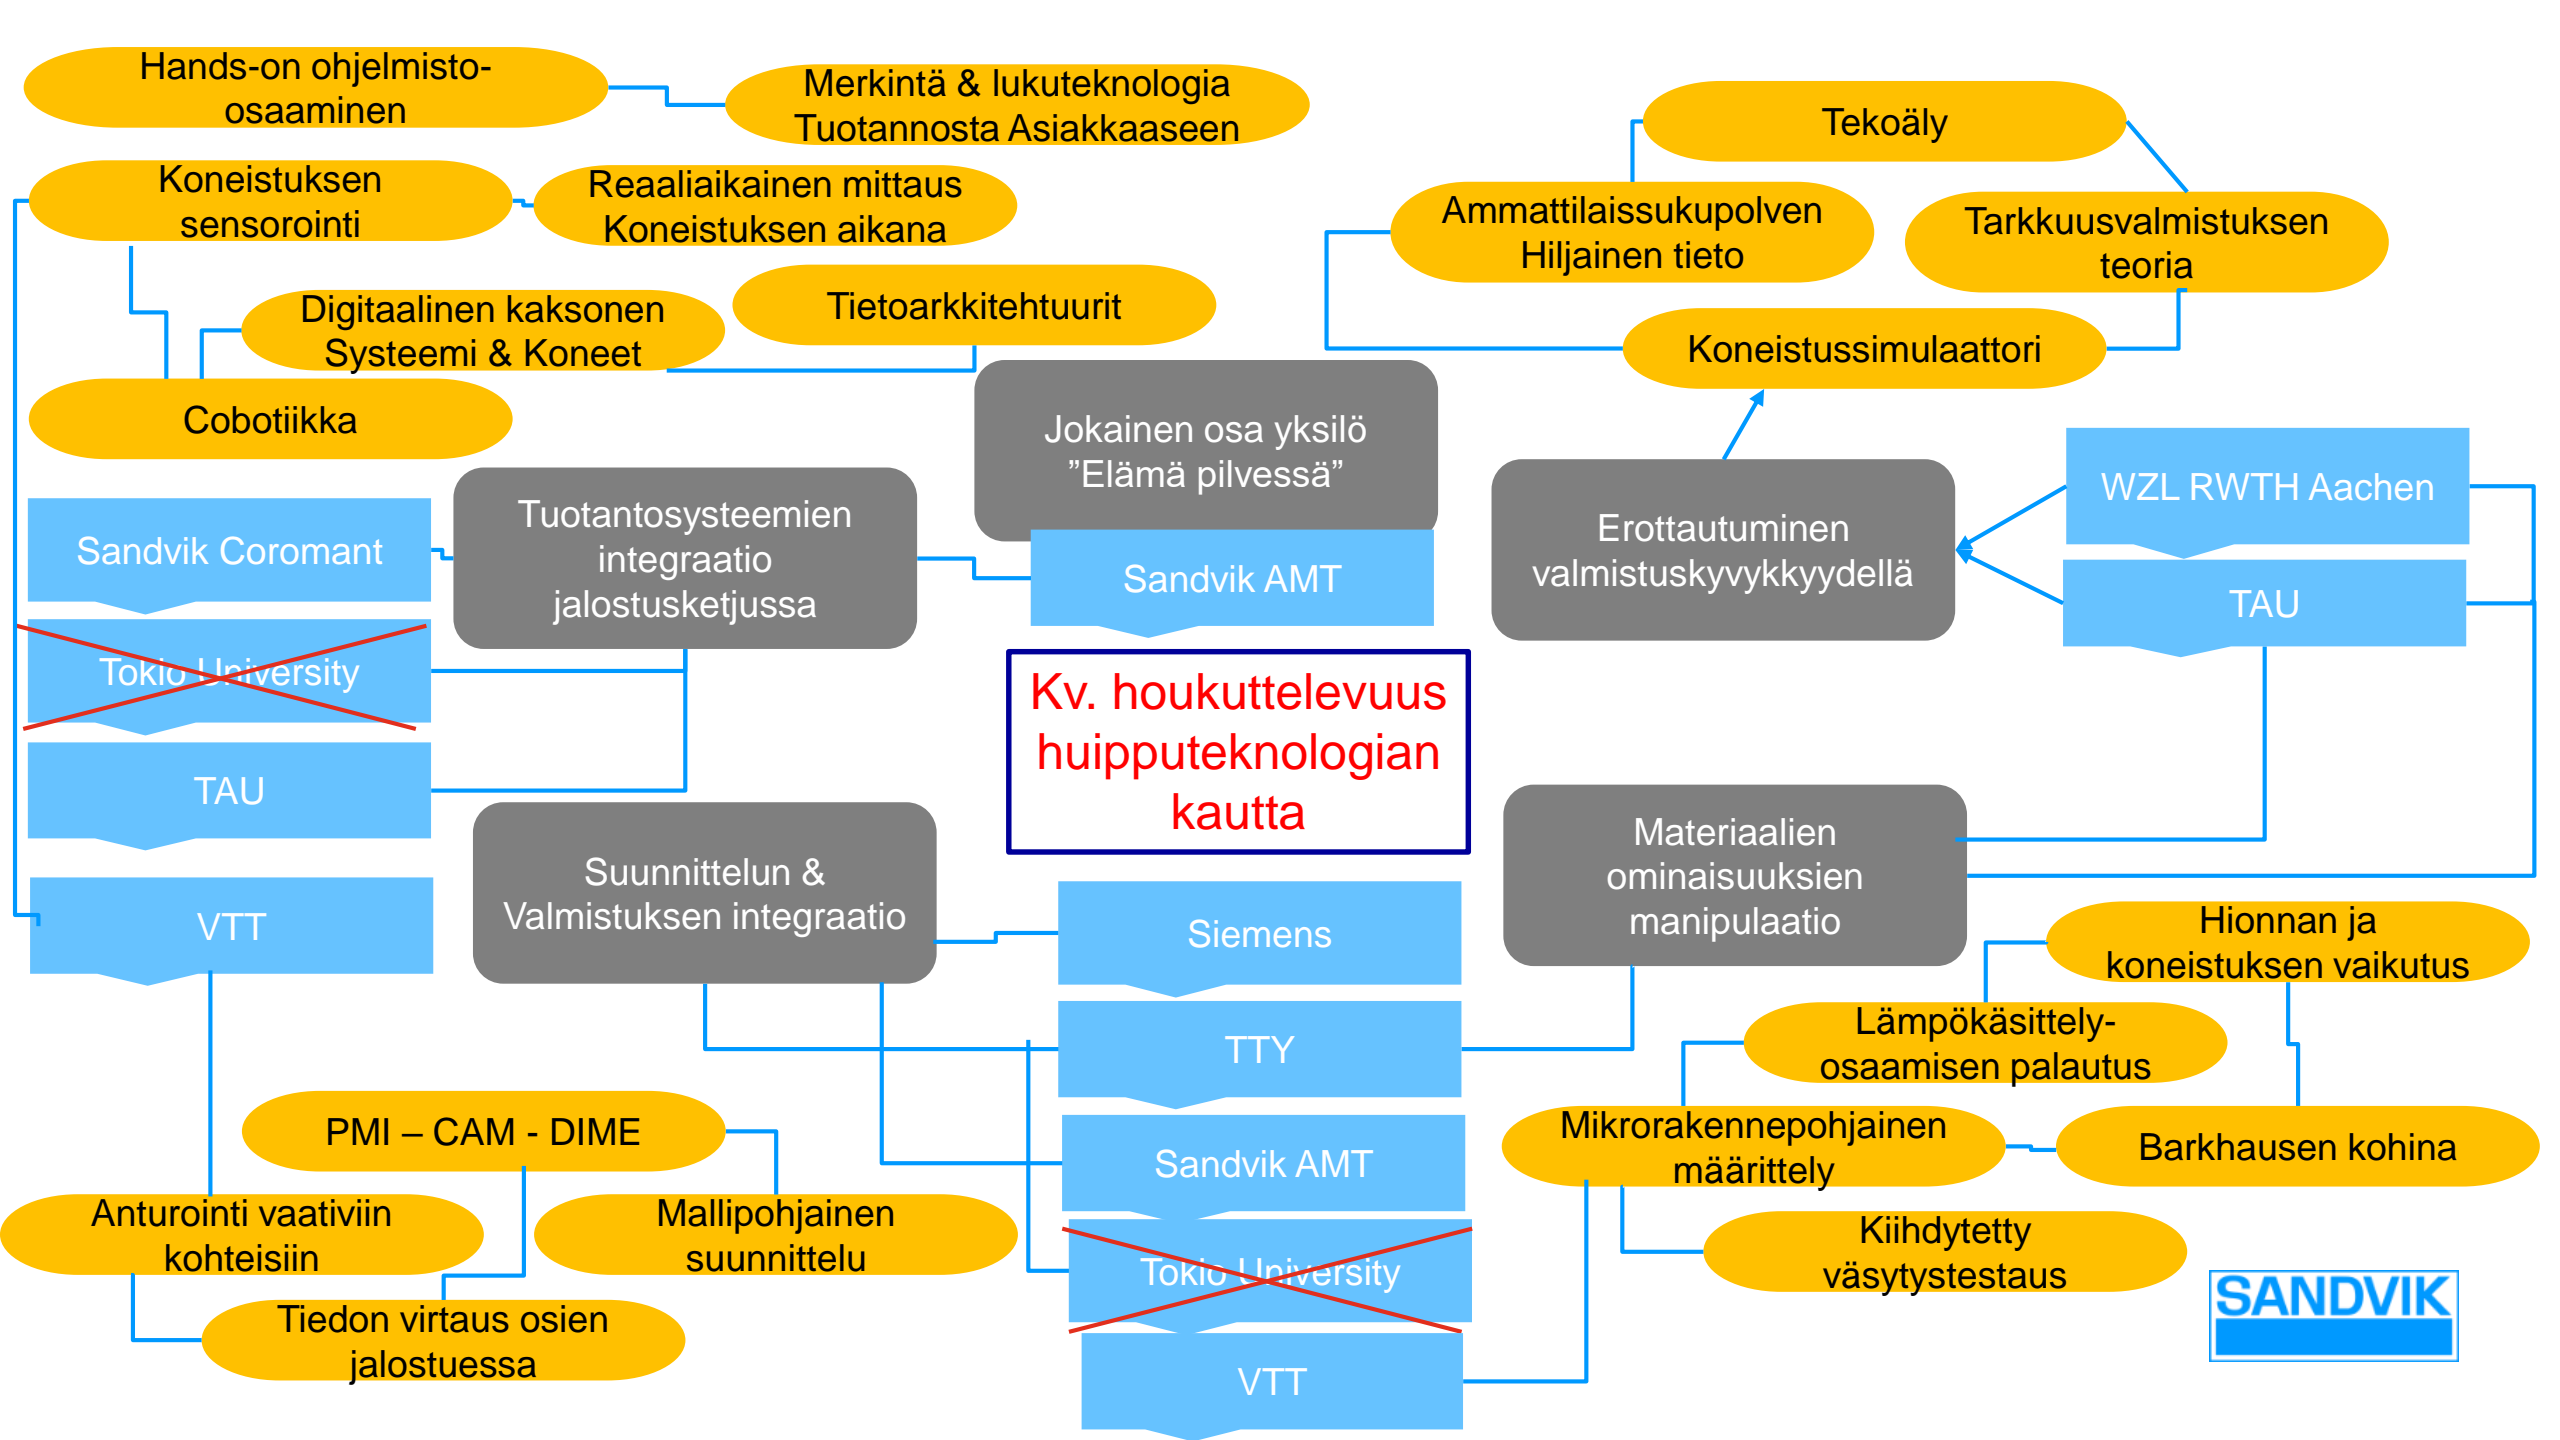 Hands-on ohjelmisto-
osaaminen
Merkintä & lukuteknologia
Tuotannosta Asiakkaaseen
Koneistuksen
sensorointi
Reaaliaikainen mittaus
Koneistuksen aikana
Digitaalinen kaksonen
Systeemi & Koneet
Tietoarkkitehtuurit
Cobotiikka
Tekoäly
Ammattilaissukupolven
Hiljainen tieto
Tarkkuusvalmistuksen
teoria
Koneistussimulaattori
Jokainen osa yksilö
”Elämä pilvessä”
Sandvik AMT
Tuotantosysteemien
integraatio
jalostusketjussa
Sandvik Coromant
Tokio University
TAU
VTT
Erottautuminen
valmistuskyvykkyydellä
WZL RWTH Aachen
TAU
Kv. houkuttelevuus
huipputeknologian
kautta
Suunnittelun &
Valmistuksen integraatio
Materiaalien
ominaisuuksien
manipulaatio
Siemens
TTY
Sandvik AMT
Tokio University
VTT
PMI – CAM - DIME
Anturointi vaativiin
kohteisiin
Mallipohjainen
suunnittelu
Tiedon virtaus osien
jalostuessa
Hionnan ja
koneistuksen vaikutus
Lämpökäsittely-
osaamisen palautus
Mikrorakennepohjainen
määrittely
Barkhausen kohina
Kiihdytetty
väsytystestaus
SANDVIK